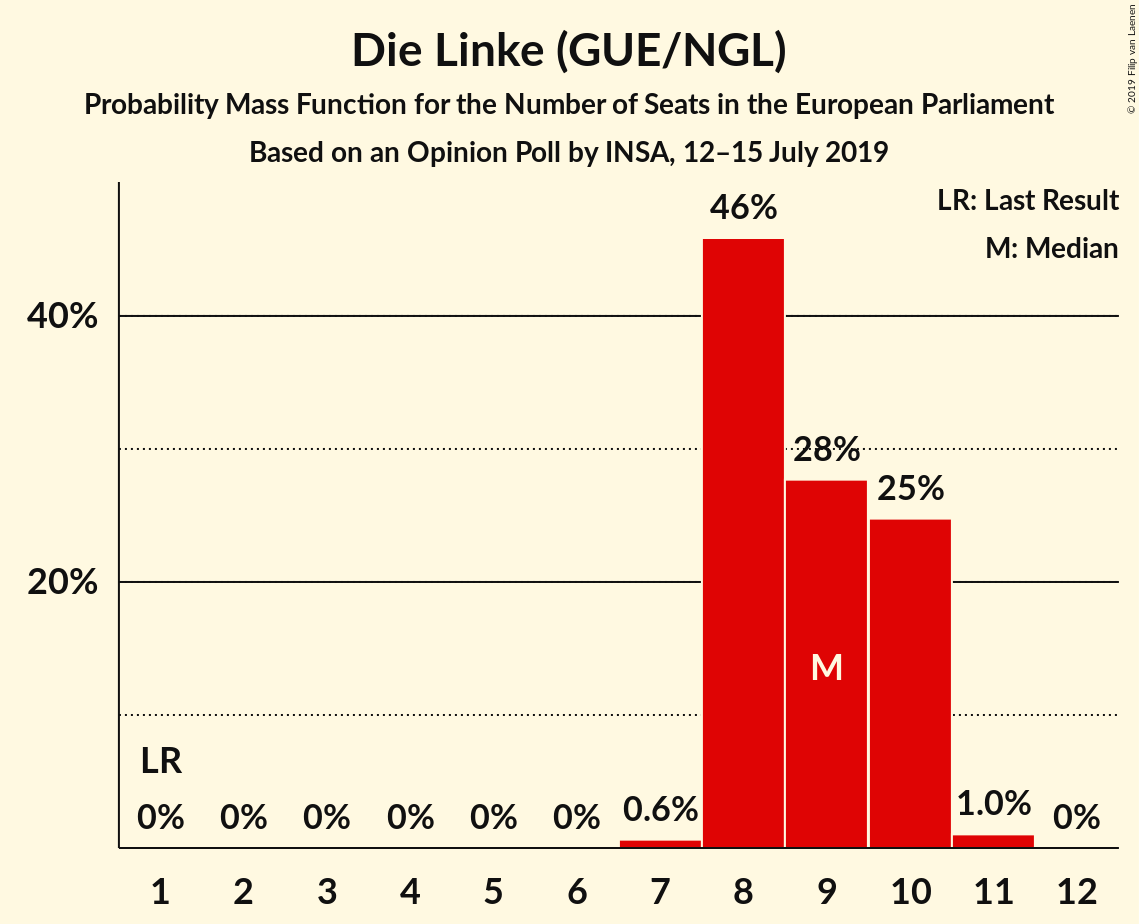 Die Linke (GUE/NGL)
Probability Mass Function for the Number of Seats in the European Parliament
Based on an Opinion Poll by INSA, 12–15 July 2019
© 2019 Filip van Laenen
LR: Last Result
M: Median
46%
40%
28%
25%
20%
M
LR
0% 0% 0% 0% 0% 0% 0.6% 1.0% 0%
1 2 3 4 5 6 7 8 9 10 11 12